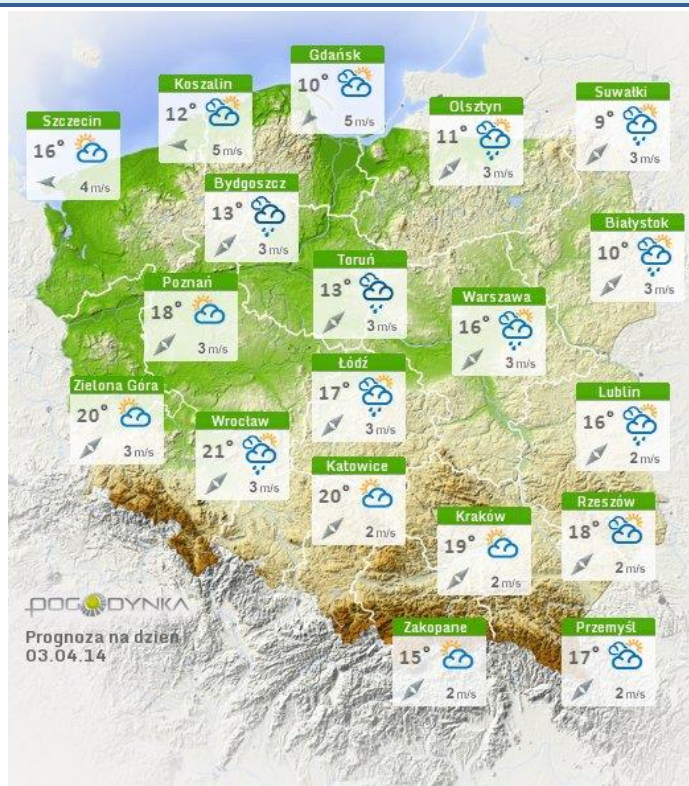 Gdańsk
10°
5 m/s
Koszalin
12°
5 m/s
Szczecin
16°
4 m/s
Olsztyn
11°
3 m/s
Suwałki
9°
3 m/s
Bydgoszcz
13°
3 m/s
Białystok
10°
3 m/s
Toruń
13°
3 m/s
Poznań
18°
3 m/s
Warszawa
16°
3 m/s
Łódź
17°
3 m/s
Zielona Góra
20°
3 m/s
Wrocław
21°
3 m/s
Lublin
16°
2 m/s
Katowice
20°
2 m/s
Kraków
19°
2 m/s
Rzeszów
18°
2 m/s
POGODYNKA
Prognoza na dzień
03.04.14
Zakopane
15°
2 m/s
Przemyśl
17°
2 m/s